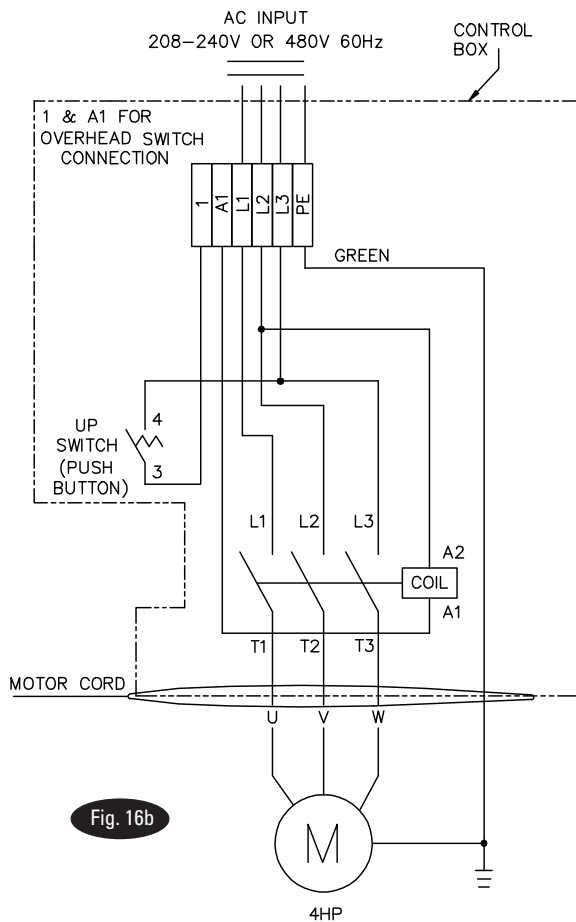 AC INPUT
208–240V OR 480V 60Hz
CONTROL
BOX
1 & A1 FOR
OVERHEAD SWITCH
CONNECTION
1
A1
L1
L2
L3
PE
GREEN
UP
SWITCH
(PUSH
BUTTON)
4
3
L1
L2
L3
A2
COIL
A1
T1
T2
T3
MOTOR CORD
U
V
W
M
Fig. 16b
4HP